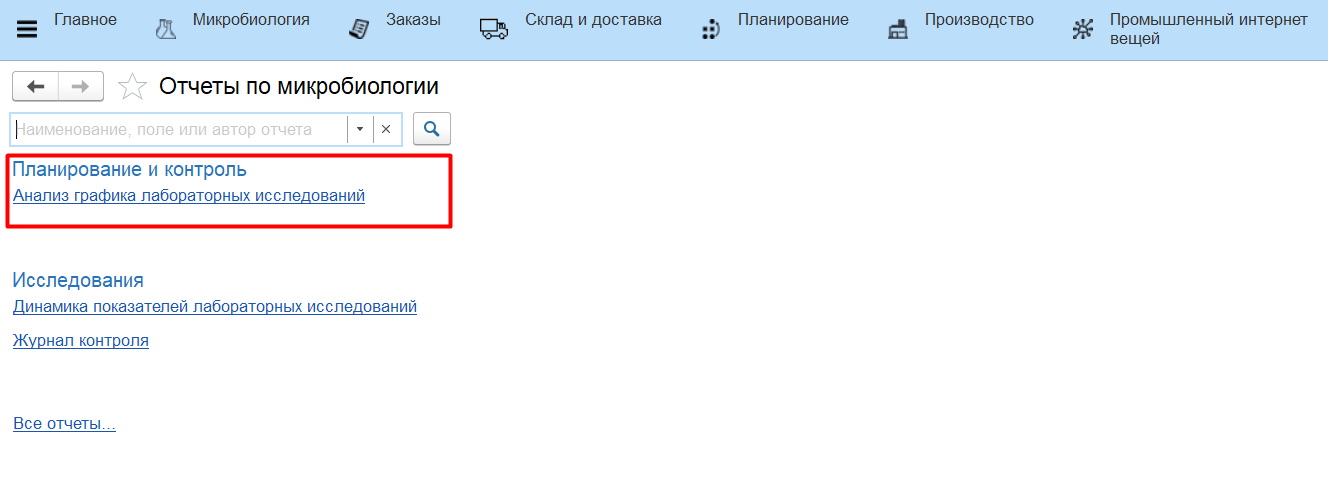 Главное
Микробиология
Заказы
Склад и доставка
Планирование
Производство
Промышленный интернет
вещей
Отчеты по микробиологии
Наименование, поле или автор отчета
Планирование и контроль
Анализ графика лабораторных исследований
Исследования
Динамика показателей лабораторных исследований
Журнал контроля
Все отчеты...